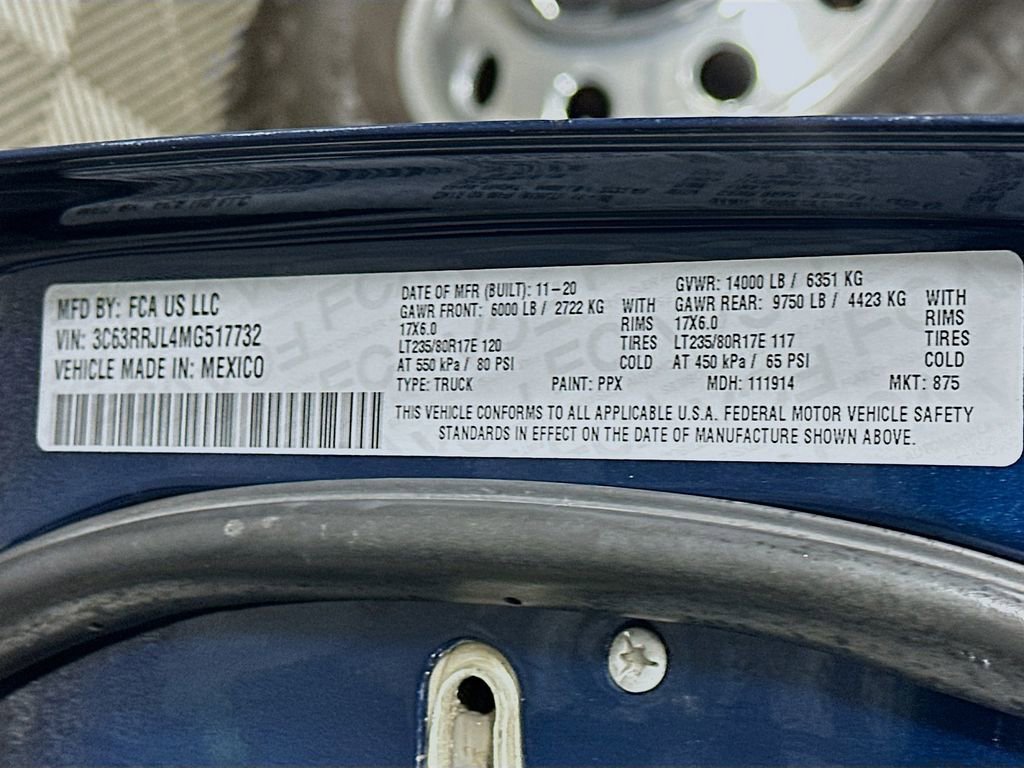 MFD BY: FCA US LLC
VIN: 3C63RRJL4MG517732
VEHICLE MADE IN: MEXICO
DATE OF MFR (BUILT): 11-20
GAWR FRONT: 6000 LB / 2722 KG WITH
17X6.0 RIMS
LT235/80R17E 120 TIRES
AT 550 kPa / 80 PSI COLD
GVWR: 14000 LB / 6351 KG
GAWR REAR: 9750 LB / 4423 KG WITH
17X6.0 RIMS
LT235/80R17E 117 TIRES
AT 450 kPa / 65 PSI COLD
TYPE: TRUCK PAINT: PPX MDH: 111914 MKT: 875
THIS VEHICLE CONFORMS TO ALL APPLICABLE U.S.A. FEDERAL MOTOR VEHICLE SAFETY
STANDARDS IN EFFECT ON THE DATE OF MANUFACTURE SHOWN ABOVE.